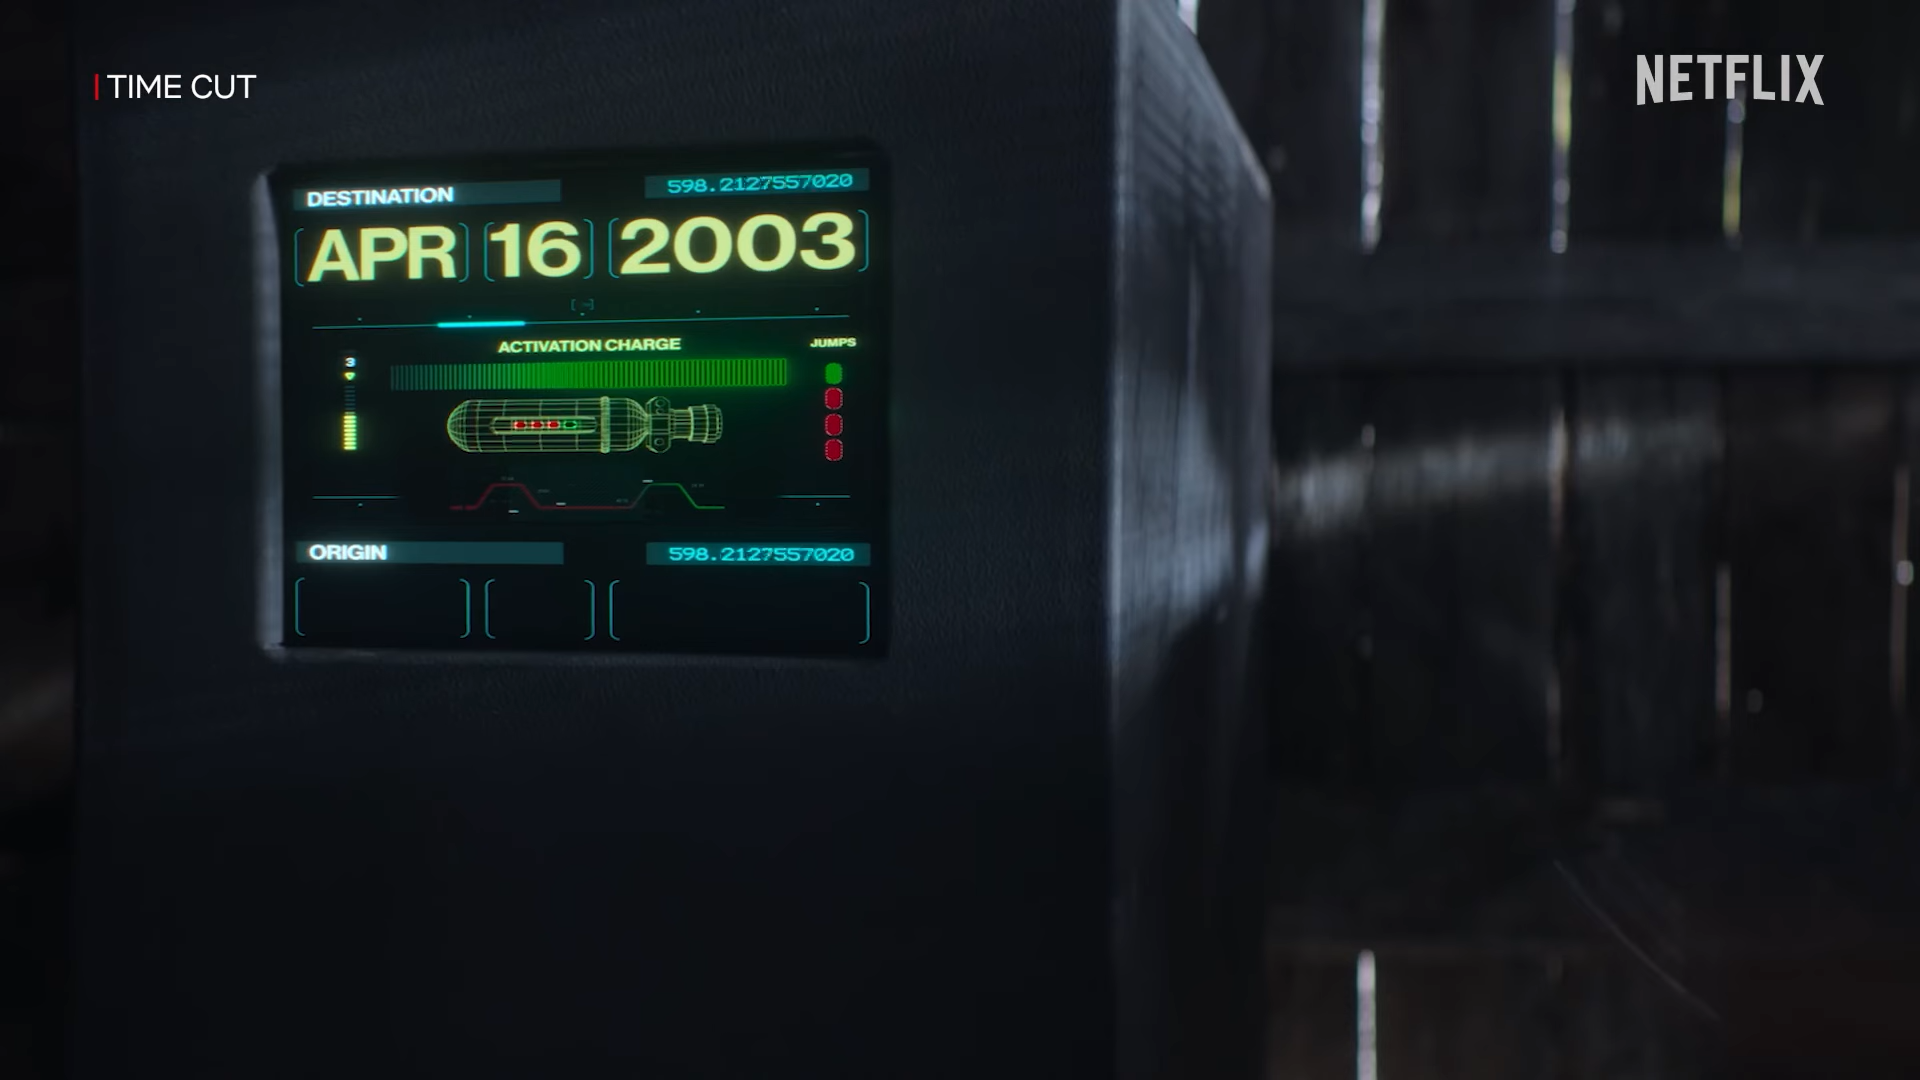 TIME CUT
NETFLIX
DESTINATION
598.2127557020
APR 16 2003
ACTIVATION CHARGE
JUMPS
3
ORIGIN
598.2127557020